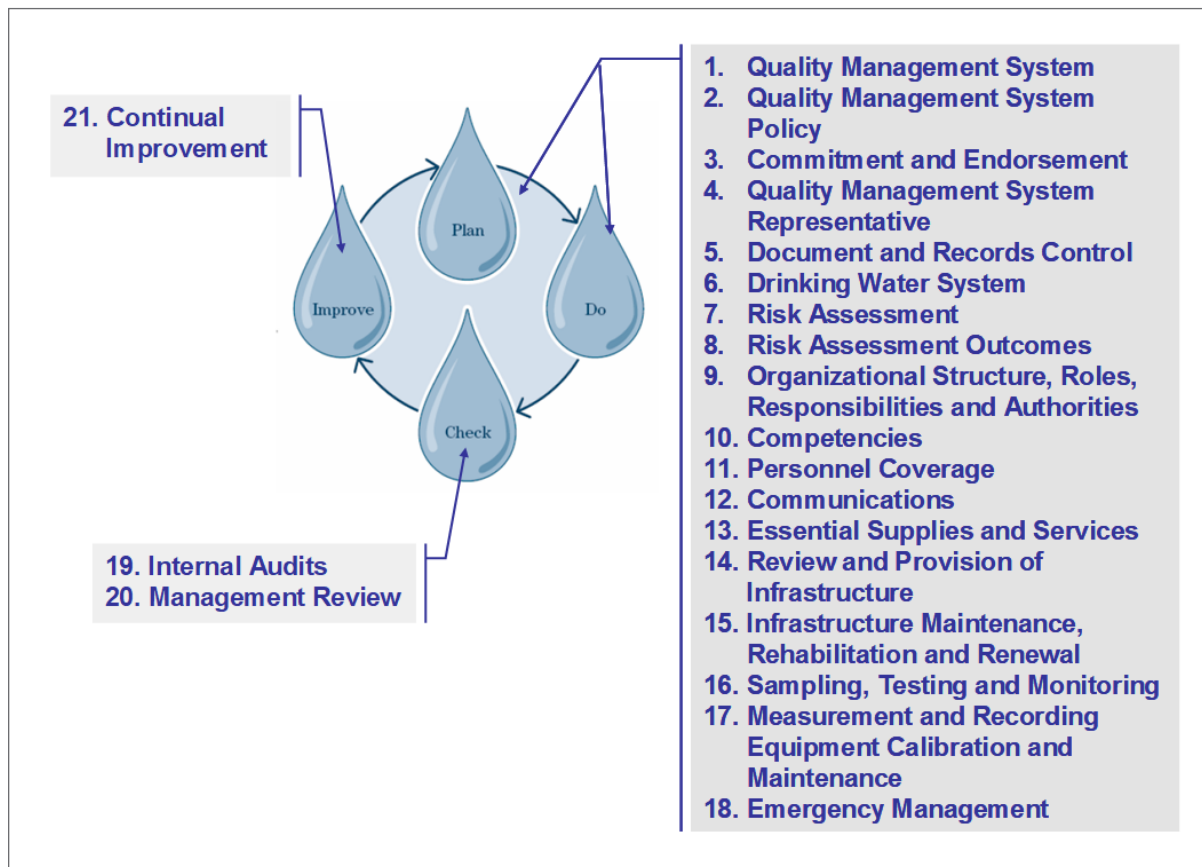 21. Continual
Improvement
Plan
Improve
Do
Check
19. Internal Audits
20. Management Review
1. Quality Management System
2. Quality Management System
Policy
3. Commitment and Endorsement
4. Quality Management System
Representative
5. Document and Records Control
6. Drinking Water System
7. Risk Assessment
8. Risk Assessment Outcomes
9. Organizational Structure, Roles,
Responsibilities and Authorities
10. Competencies
11. Personnel Coverage
12. Communications
13. Essential Supplies and Services
14. Review and Provision of
Infrastructure
15. Infrastructure Maintenance,
Rehabilitation and Renewal
16. Sampling, Testing and Monitoring
17. Measurement and Recording
Equipment Calibration and
Maintenance
18. Emergency Management